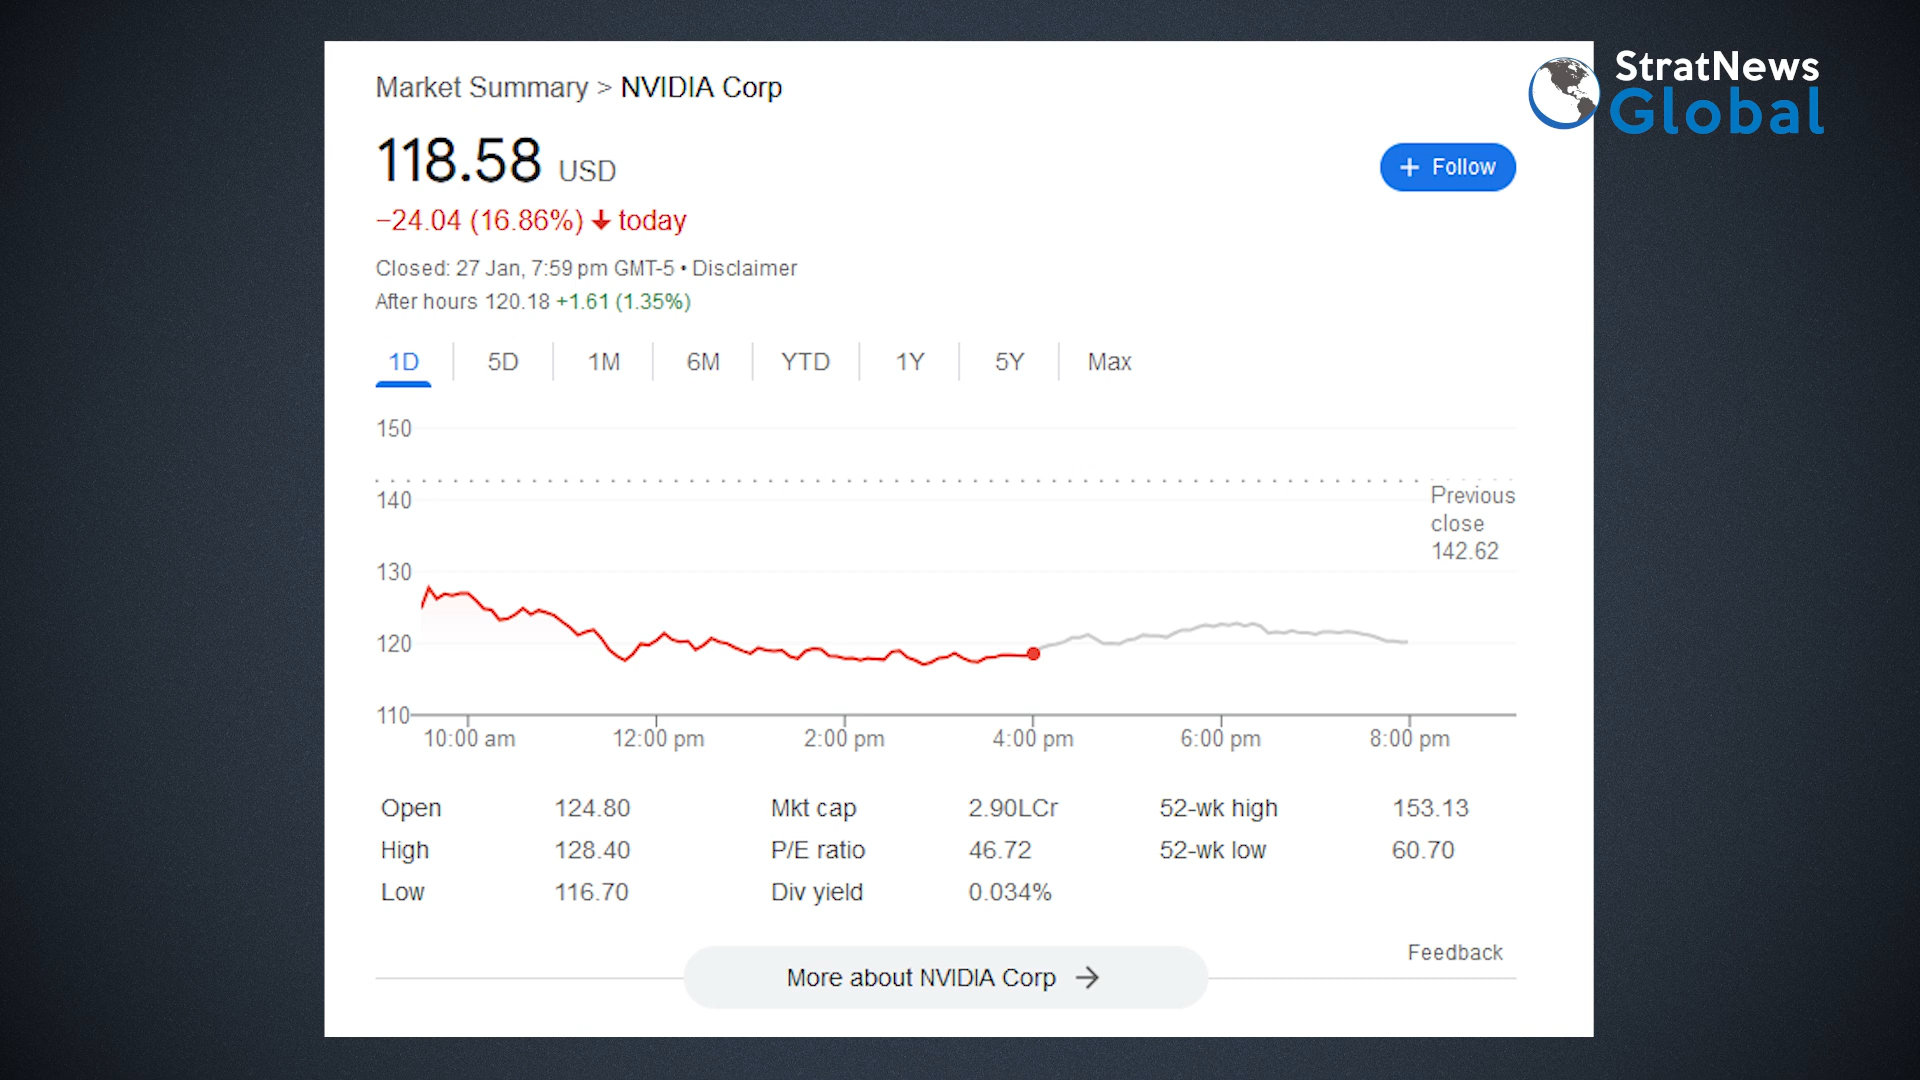 StratNews
Global
Market Summary > NVIDIA Corp
118.58 USD
+ Follow
−24.04 (16.86%) ↓ today
Closed: 27 Jan, 7:59 pm GMT-5 • Disclaimer
After hours 120.18 +1.61 (1.35%)
1D 5D 1M 6M YTD 1Y 5Y Max
150
140
130
120
110
Previous
close
142.62
10:00 am 12:00 pm 2:00 pm 4:00 pm 6:00 pm 8:00 pm
Open 124.80 Mkt cap 2.90LCr 52-wk high 153.13
High 128.40 P/E ratio 46.72 52-wk low 60.70
Low 116.70 Div yield 0.034%
Feedback
More about NVIDIA Corp →